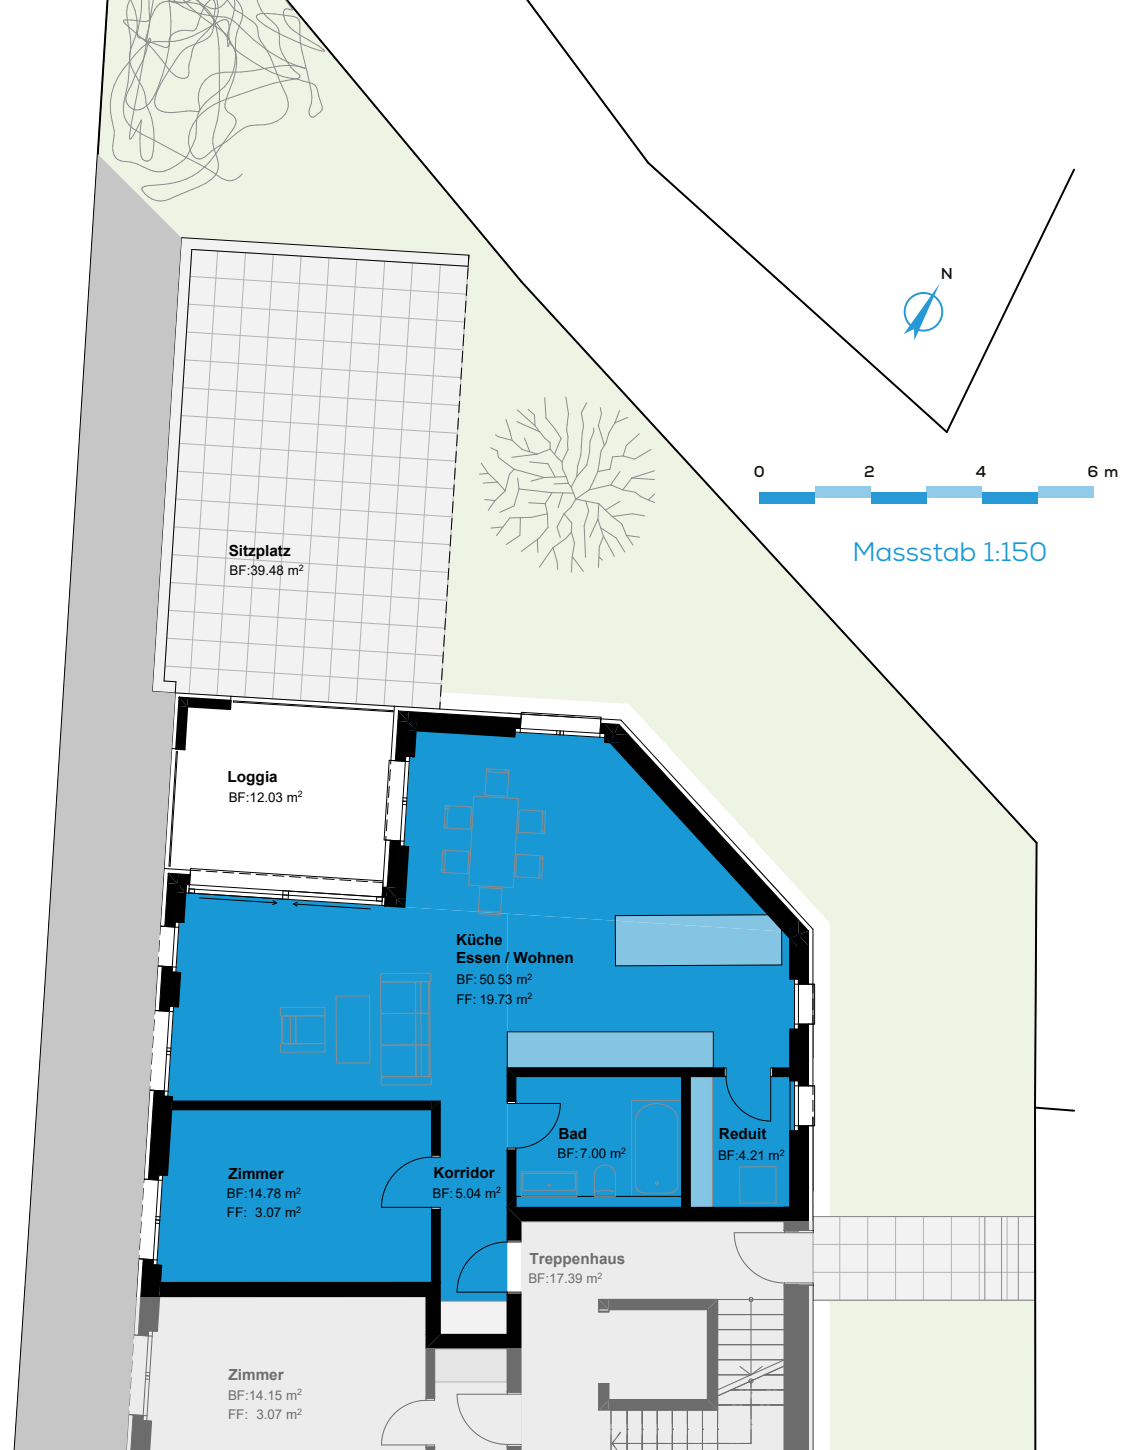 N
0 2 4 6 m
Massstab 1:150
Sitzplatz
BF:39.48 m²
Loggia
BF:12.03 m²
Küche
Essen / Wohnen
BF: 50.53 m²
FF: 19.73 m²
Bad
BF: 7.00 m²
Reduit
BF:4.21 m²
Zimmer
BF:14.78 m²
FF: 3.07 m²
Korridor
BF: 5.04 m²
Treppenhaus
BF:17.39 m²
Zimmer
BF:14.15 m²
FF: 3.07 m²